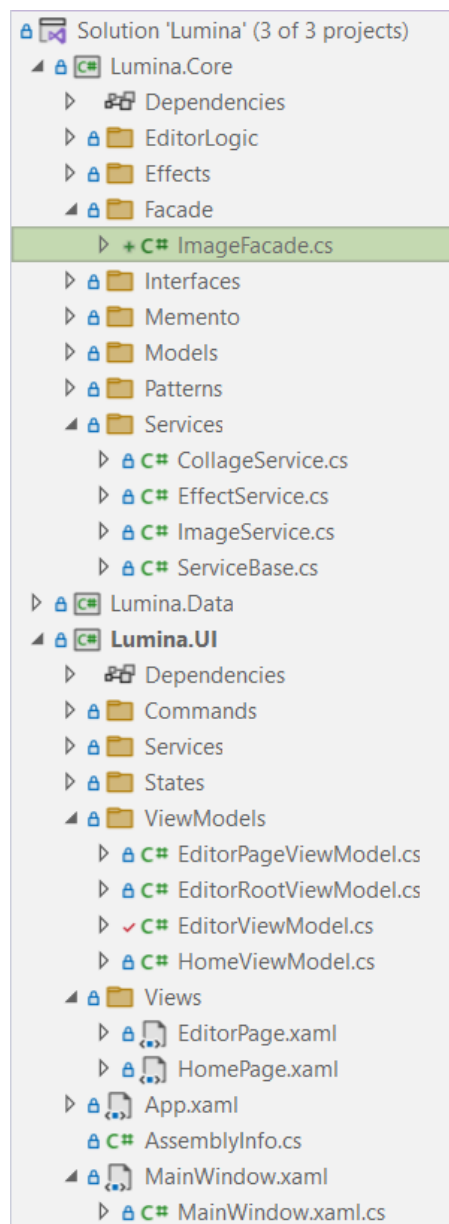 Solution 'Lumina' (3 of 3 projects)
C# Lumina.Core
Dependencies
EditorLogic
Effects
Facade
+ C# ImageFacade.cs
Interfaces
Memento
Models
Patterns
Services
C# CollageService.cs
C# EffectService.cs
C# ImageService.cs
C# ServiceBase.cs
C# Lumina.Data
C# Lumina.UI
Dependencies
Commands
Services
States
ViewModels
C# EditorPageViewModel.cs
C# EditorRootViewModel.cs
C# EditorViewModel.cs
C# HomeViewModel.cs
Views
EditorPage.xaml
HomePage.xaml
App.xaml
C# AssemblyInfo.cs
MainWindow.xaml
C# MainWindow.xaml.cs